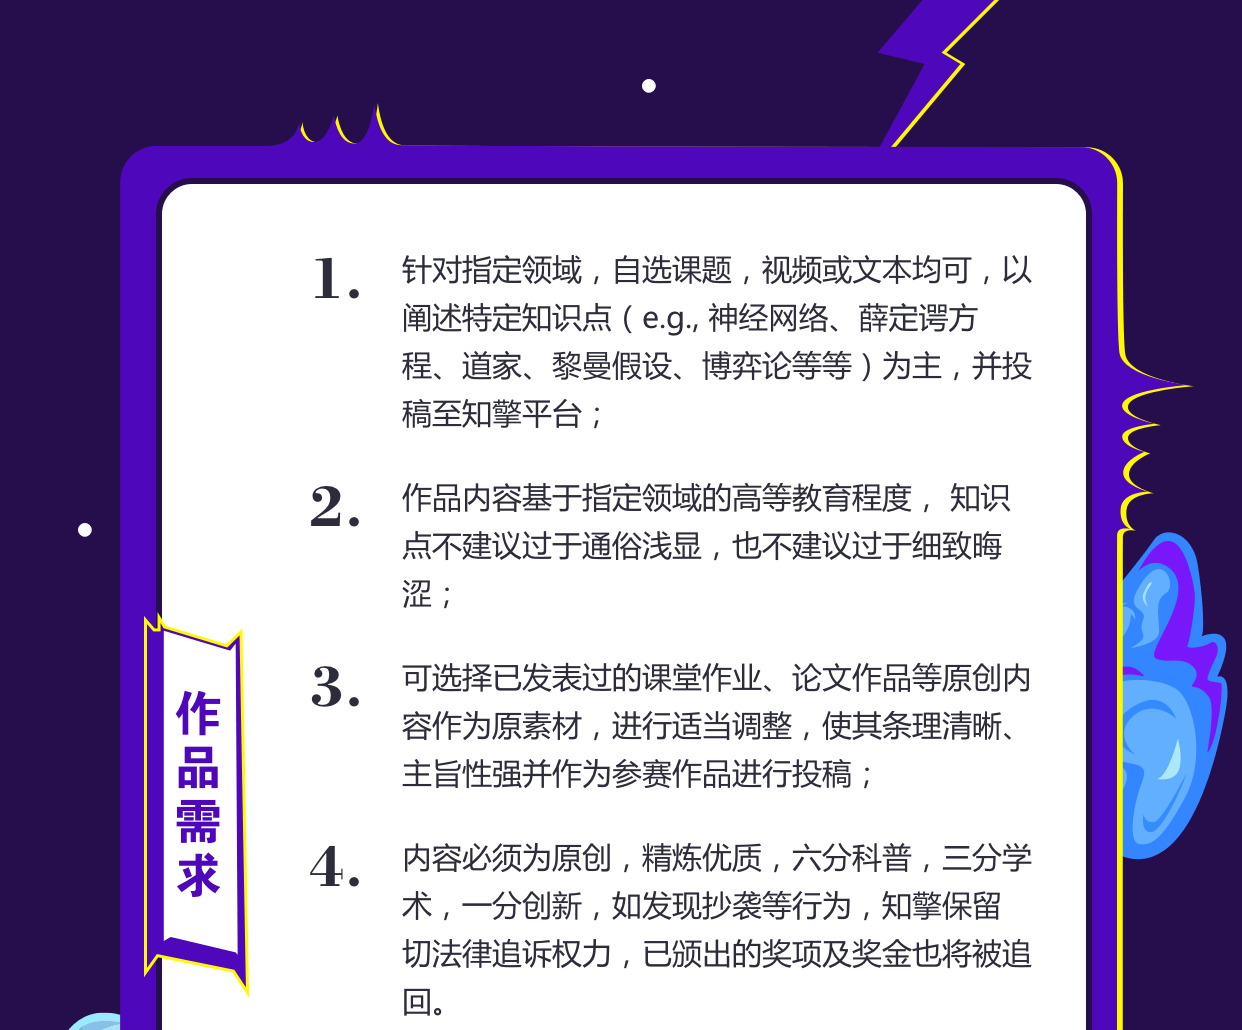 1.
针对指定领域，自选课题，视频或文本均可，以
阐述特定知识点（e.g., 神经网络、薛定谔方
程、道家、黎曼假设、博弈论等等）为主，并投
稿至知擎平台；
2.
作品内容基于指定领域的高等教育程度， 知识
点不建议过于通俗浅显，也不建议过于细致晦
涩；
3.
可选择已发表过的课堂作业、论文作品等原创内
容作为原素材，进行适当调整，使其条理清晰、
主旨性强并作为参赛作品进行投稿；
作品需求
4.
内容必须为原创，精炼优质，六分科普，三分学
术，一分创新，如发现抄袭等行为，知擎保留
切法律追诉权力，已颁出的奖项及奖金也将被追
回。